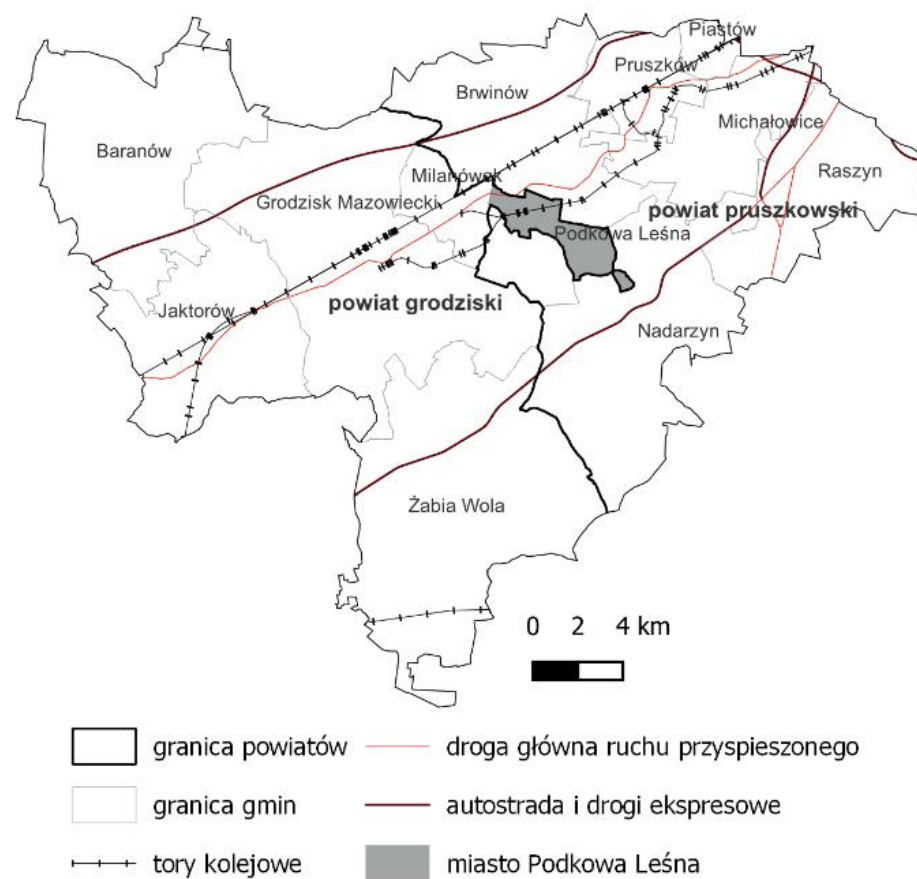 Piastów
Pruszków
Brwinów
Michałowice
Baranów
Raszyn
Milanówek
Grodzisk Mazowiecki
powiat pruszkowski
Podkowa Leśna
powiat grodziski
Jaktorów
Nadarzyn
Żabia Wola
0 2 4 km
granica powiatów
droga główna ruchu przyspieszonego
granica gmin
autostrada i drogi ekspresowe
tory kolejowe
miasto Podkowa Leśna